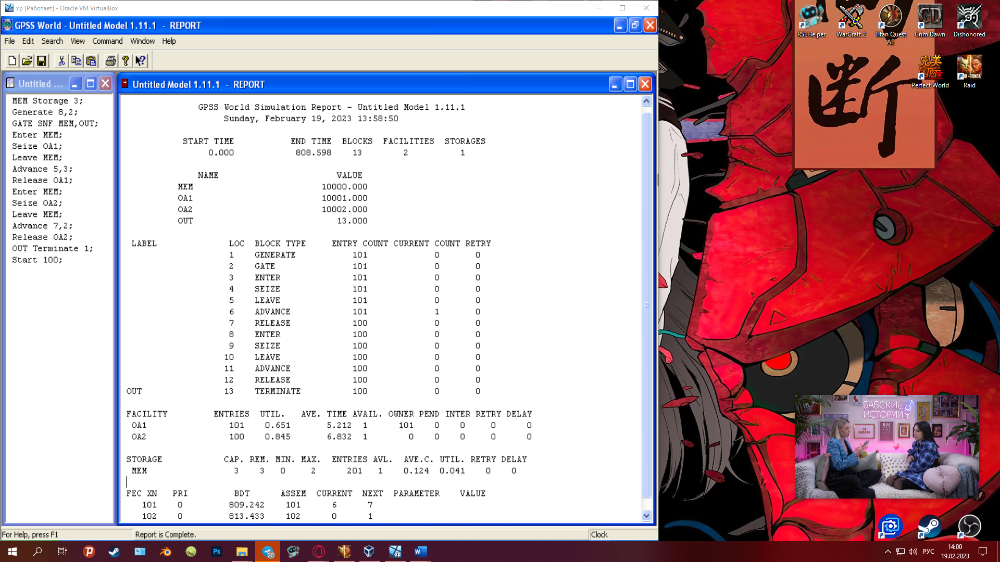 xp [Работает] - Oracle VM VirtualBox
GPSS World - Untitled Model 1.11.1 - REPORT
File Edit Search View Command Window Help
Untitled ...
MEM Storage 3;
Generate 8,2;
GATE SNF MEM,OUT;
Enter MEM;
Seize OA1;
Leave MEM;
Advance 5,3;
Release OA1;
Enter MEM;
Seize OA2;
Leave MEM;
Advance 7,2;
Release OA2;
OUT Terminate 1;
Start 100;
Untitled Model 1.11.1 - REPORT
GPSS World Simulation Report - Untitled Model 1.11.1
Sunday, February 19, 2023 13:58:50
START TIME END TIME BLOCKS FACILITIES STORAGES
0.000 808.598 13 2 1
NAME VALUE
MEM 10000.000
OA1 10001.000
OA2 10002.000
OUT 13.000
LABEL LOC BLOCK TYPE ENTRY COUNT CURRENT COUNT RETRY
1 GENERATE 101 0 0
2 GATE 101 0 0
3 ENTER 101 0 0
4 SEIZE 101 0 0
5 LEAVE 101 0 0
6 ADVANCE 101 1 0
7 RELEASE 100 0 0
8 ENTER 100 0 0
9 SEIZE 100 0 0
10 LEAVE 100 0 0
11 ADVANCE 100 0 0
12 RELEASE 100 0 0
OUT 13 TERMINATE 100 0 0
FACILITY ENTRIES UTIL. AVE. TIME AVAIL. OWNER PEND INTER RETRY DELAY
OA1 101 0.651 5.212 1 101 0 0 0 0
OA2 100 0.845 6.832 1 0 0 0 0 0
STORAGE CAP. REM. MIN. MAX. ENTRIES AVL. AVE.C. UTIL. RETRY DELAY
MEM 3 3 0 2 201 1 0.124 0.041 0 0
FEC XN PRI BDT ASSEM CURRENT NEXT PARAMETER VALUE
101 0 809.242 101 6 7
102 0 813.433 102 0 1
For Help, press F1 Report is Complete. Clock
RSLHelper
WarCraft 2
Titan Quest AE
GD
Grim Dawn
Dishonored
完美
国际
Perfect World
Raid
断
БАБСКИЕ
ИСТОРИИ
Ps
20
xp
W
РУС
14:00
19.02.2023